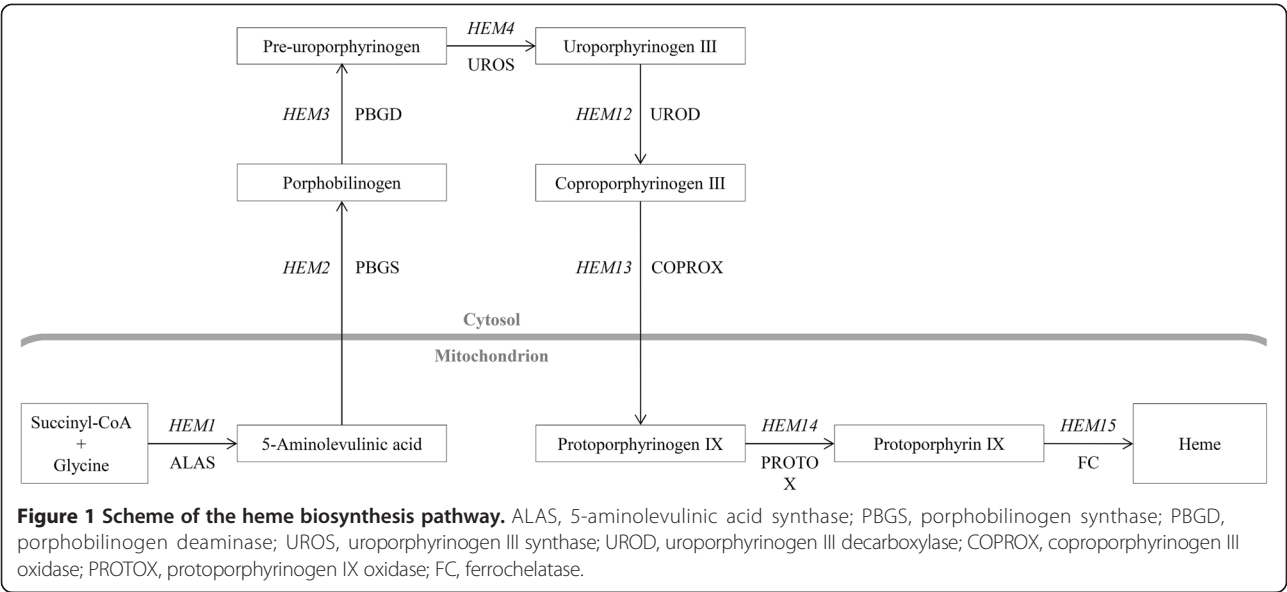 Pre-uroporphyrinogen
HEM4
UROS
Uroporphyrinogen III
HEM3 PBGD
HEM12 UROD
Porphobilinogen
Coproporphyrinogen III
HEM2 PBGS
HEM13 COPROX
Cytosol
Mitochondrion
Succinyl-CoA
+
Glycine
HEM1
ALAS
5-Aminolevulinic acid
Protoporphyrinogen IX
HEM14
PROTO
X
Protoporphyrin IX
HEM15
FC
Heme
Figure 1 Scheme of the heme biosynthesis pathway. ALAS, 5-aminolevulinic acid synthase; PBGS, porphobilinogen synthase; PBGD,
porphobilinogen deaminase; UROS, uroporphyrinogen III synthase; UROD, uroporphyrinogen III decarboxylase; COPROX, coproporphyrinogen III
oxidase; PROTOX, protoporphyrinogen IX oxidase; FC, ferrochelatase.